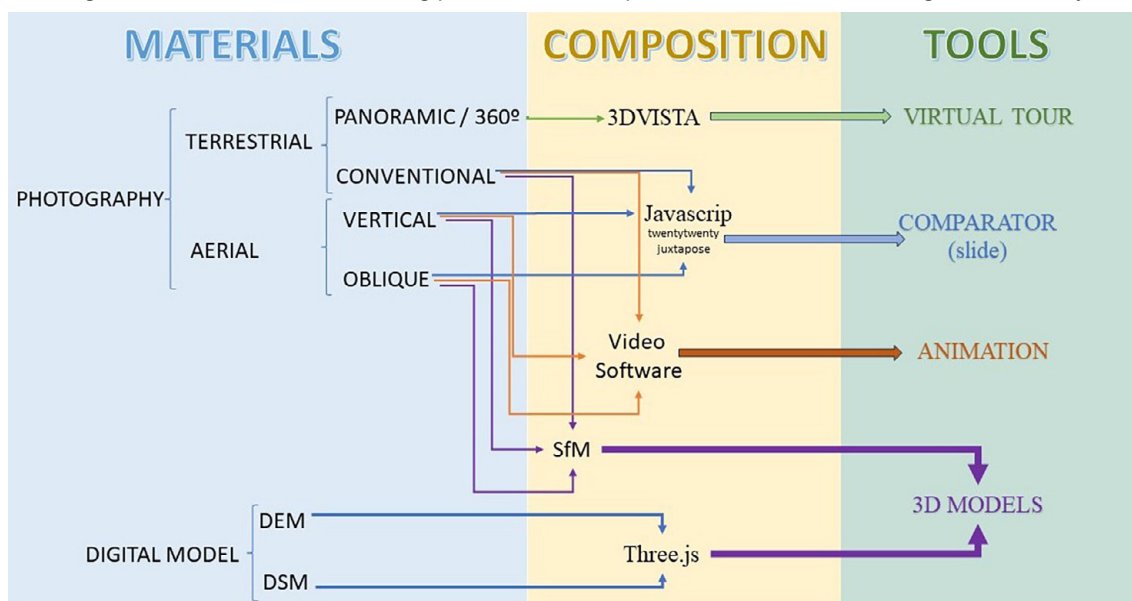 MATERIALS
COMPOSITION
TOOLS
PHOTOGRAPHY
TERRESTRIAL
PANORAMIC / 360º
CONVENTIONAL
AERIAL
VERTICAL
OBLIQUE
DIGITAL MODEL
DEM
DSM
3DVISTA
Javascrip
twentytwenty
juxtapose
Video
Software
SfM
Three.js
VIRTUAL TOUR
COMPARATOR
(slide)
ANIMATION
3D MODELS